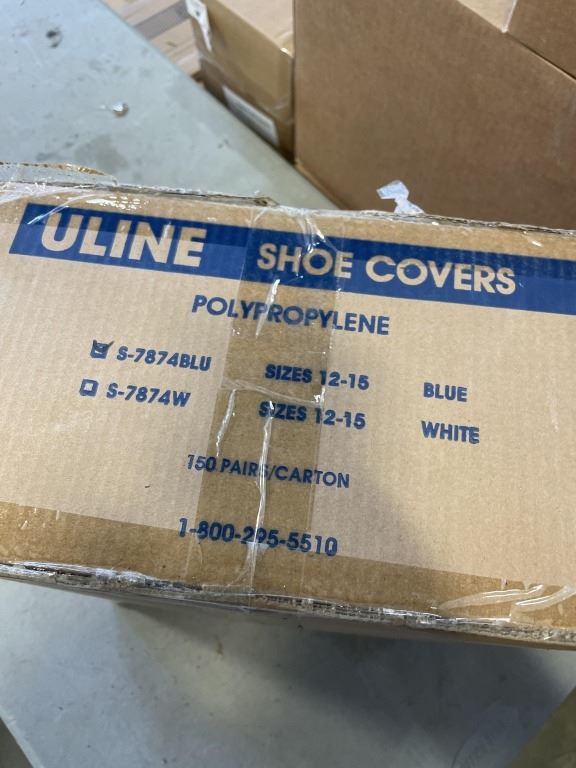 ULINE SHOE COVERS
POLYPROPYLENE
S-7874BLU SIZES 12-15 BLUE
S-7874W SIZES 12-15 WHITE
150 PAIRS/CARTON
1-800-295-5510